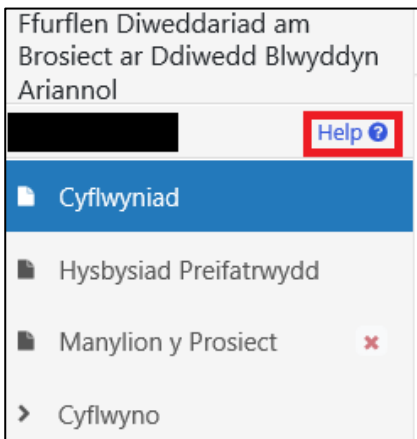 Ffurflen Diweddariad am
Brosiect ar Ddiwedd Blwyddyn
Ariannol
Help
Cyflwyniad
Hysbysiad Preifatrwydd
Manylion y Prosiect
Cyflwyno